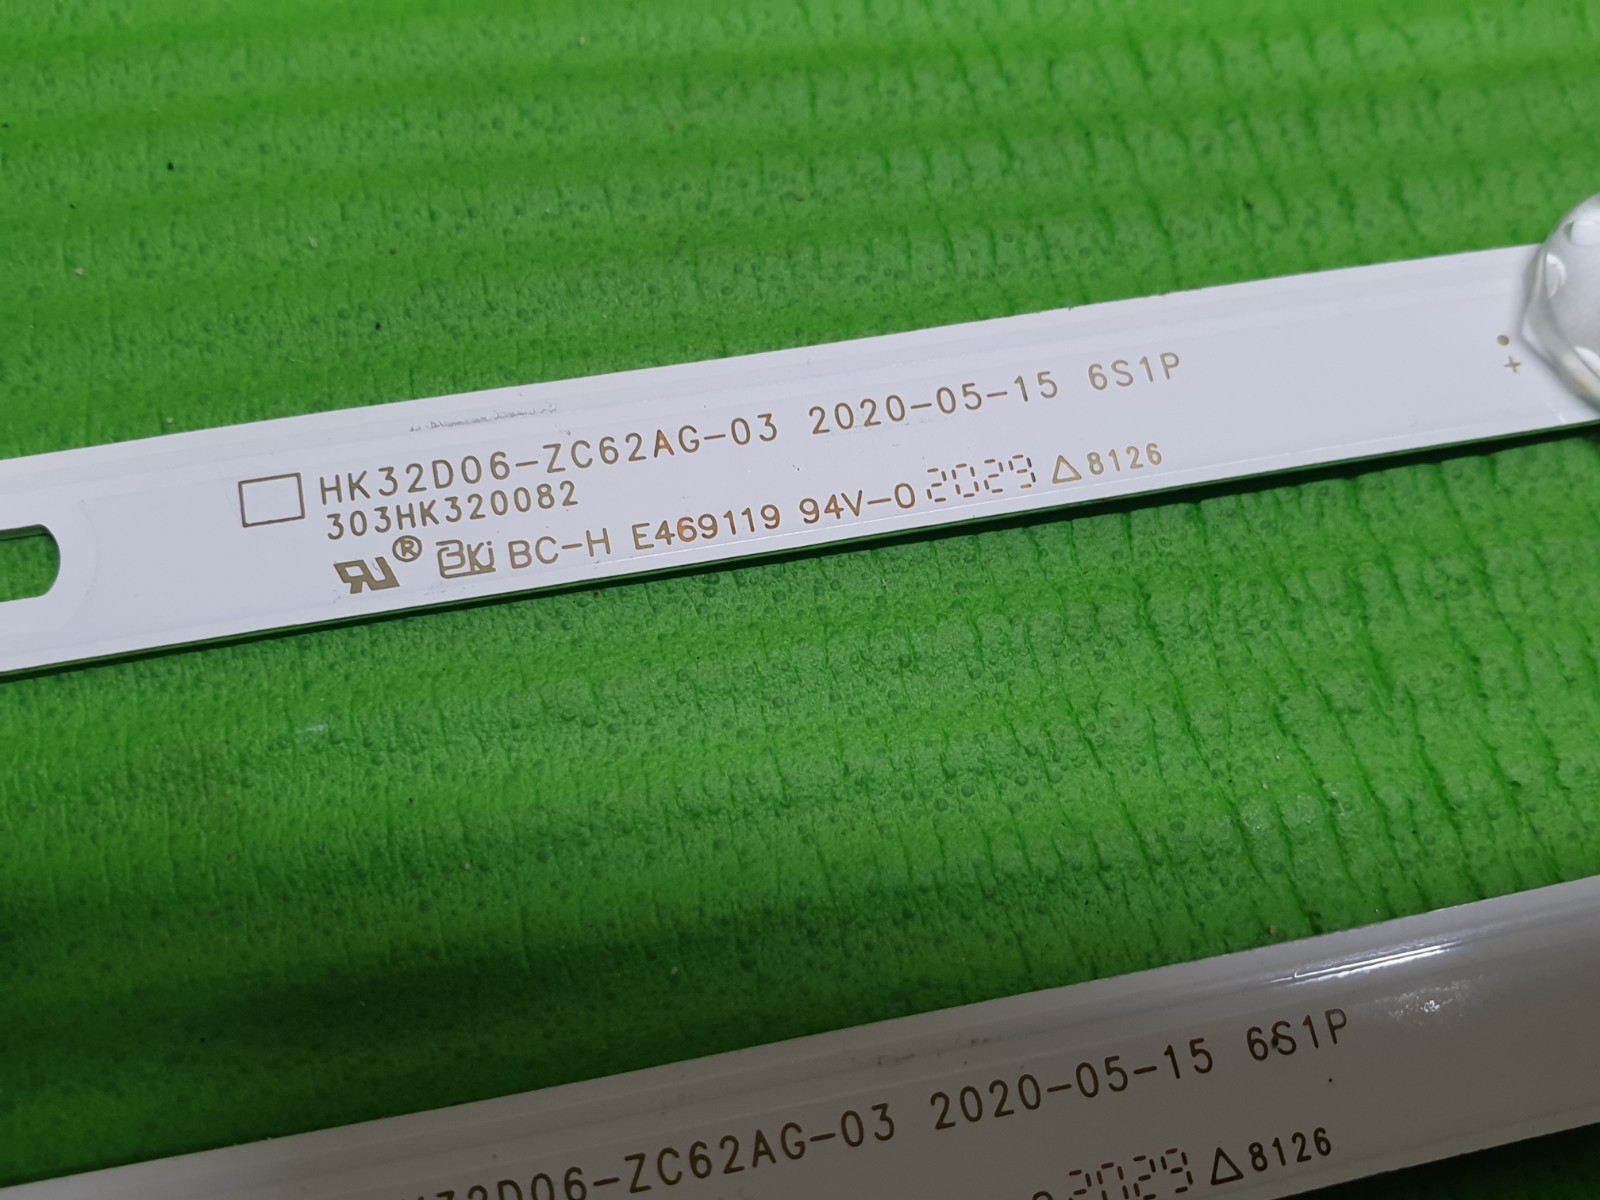 HK32D06-ZC62AG-03 2020-05-15 6S1P
303HK320082
BC-H E469119 94V-0 2029 △8126
32D06-ZC62AG-03 2020-05-15 6S1P
2029 △8126